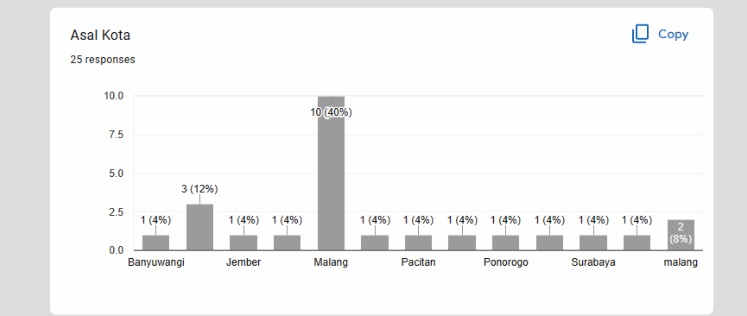 Asal Kota
Copy
25 responses
10.0
7.5
5.0
2.5
0.0
1 (4%)
3 (12%)
1 (4%)
1 (4%)
10 (40%)
1 (4%)
1 (4%)
1 (4%)
1 (4%)
1 (4%)
1 (4%)
1 (4%)
2
(8%)
Banyuwangi
Jember
Malang
Pacitan
Ponorogo
Surabaya
malang